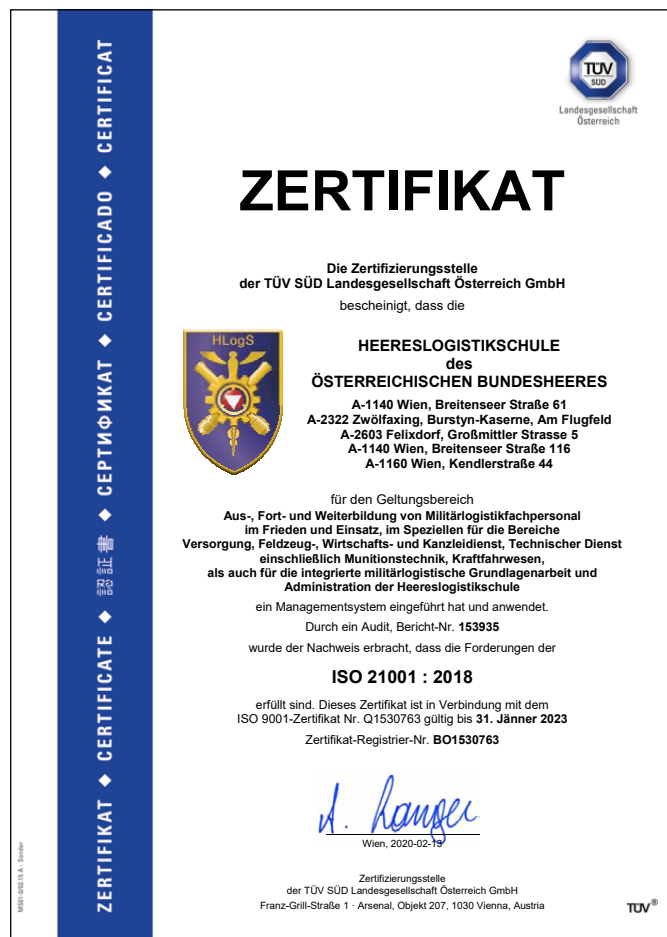 TÜV
SÜD
Landesgesellschaft
Österreich
ZERTIFIKAT ◆ CERTIFICATE ◆ 認証書 ◆ СЕРТИФИКАТ ◆ CERTIFICADO ◆ CERTIFICAT
ZERTIFIKAT
Die Zertifizierungsstelle
der TÜV SÜD Landesgesellschaft Österreich GmbH
bescheinigt, dass die
HLogS
HEERESLOGISTIKSCHULE
des
ÖSTERREICHISCHEN BUNDESHEERES
A-1140 Wien, Breitenseer Straße 61
A-2322 Zwölfaxing, Burstyn-Kaserne, Am Flugfeld
A-2603 Felixdorf, Großmittler Strasse 5
A-1140 Wien, Breitenseer Straße 116
A-1160 Wien, Kendlerstraße 44
für den Geltungsbereich
Aus-, Fort- und Weiterbildung von Militärlogistikfachpersonal
im Frieden und Einsatz, im Speziellen für die Bereiche
Versorgung, Feldzeug-, Wirtschafts- und Kanzleidienst, Technischer Dienst
einschließlich Munitionstechnik, Kraftfahrwesen,
als auch für die integrierte militärlogistische Grundlagenarbeit und
Administration der Heereslogistikschule
ein Managementsystem eingeführt hat und anwendet.
Durch ein Audit, Bericht-Nr. 153935
wurde der Nachweis erbracht, dass die Forderungen der
ISO 21001 : 2018
erfüllt sind. Dieses Zertifikat ist in Verbindung mit dem
ISO 9001-Zertifikat Nr. Q1530763 gültig bis 31. Jänner 2023
Zertifikat-Registrier-Nr. BO1530763
Wien, 2020-02-13
Zertifizierungsstelle
der TÜV SÜD Landesgesellschaft Österreich GmbH
Franz-Grill-Straße 1 · Arsenal, Objekt 207, 1030 Vienna, Austria
TÜV®